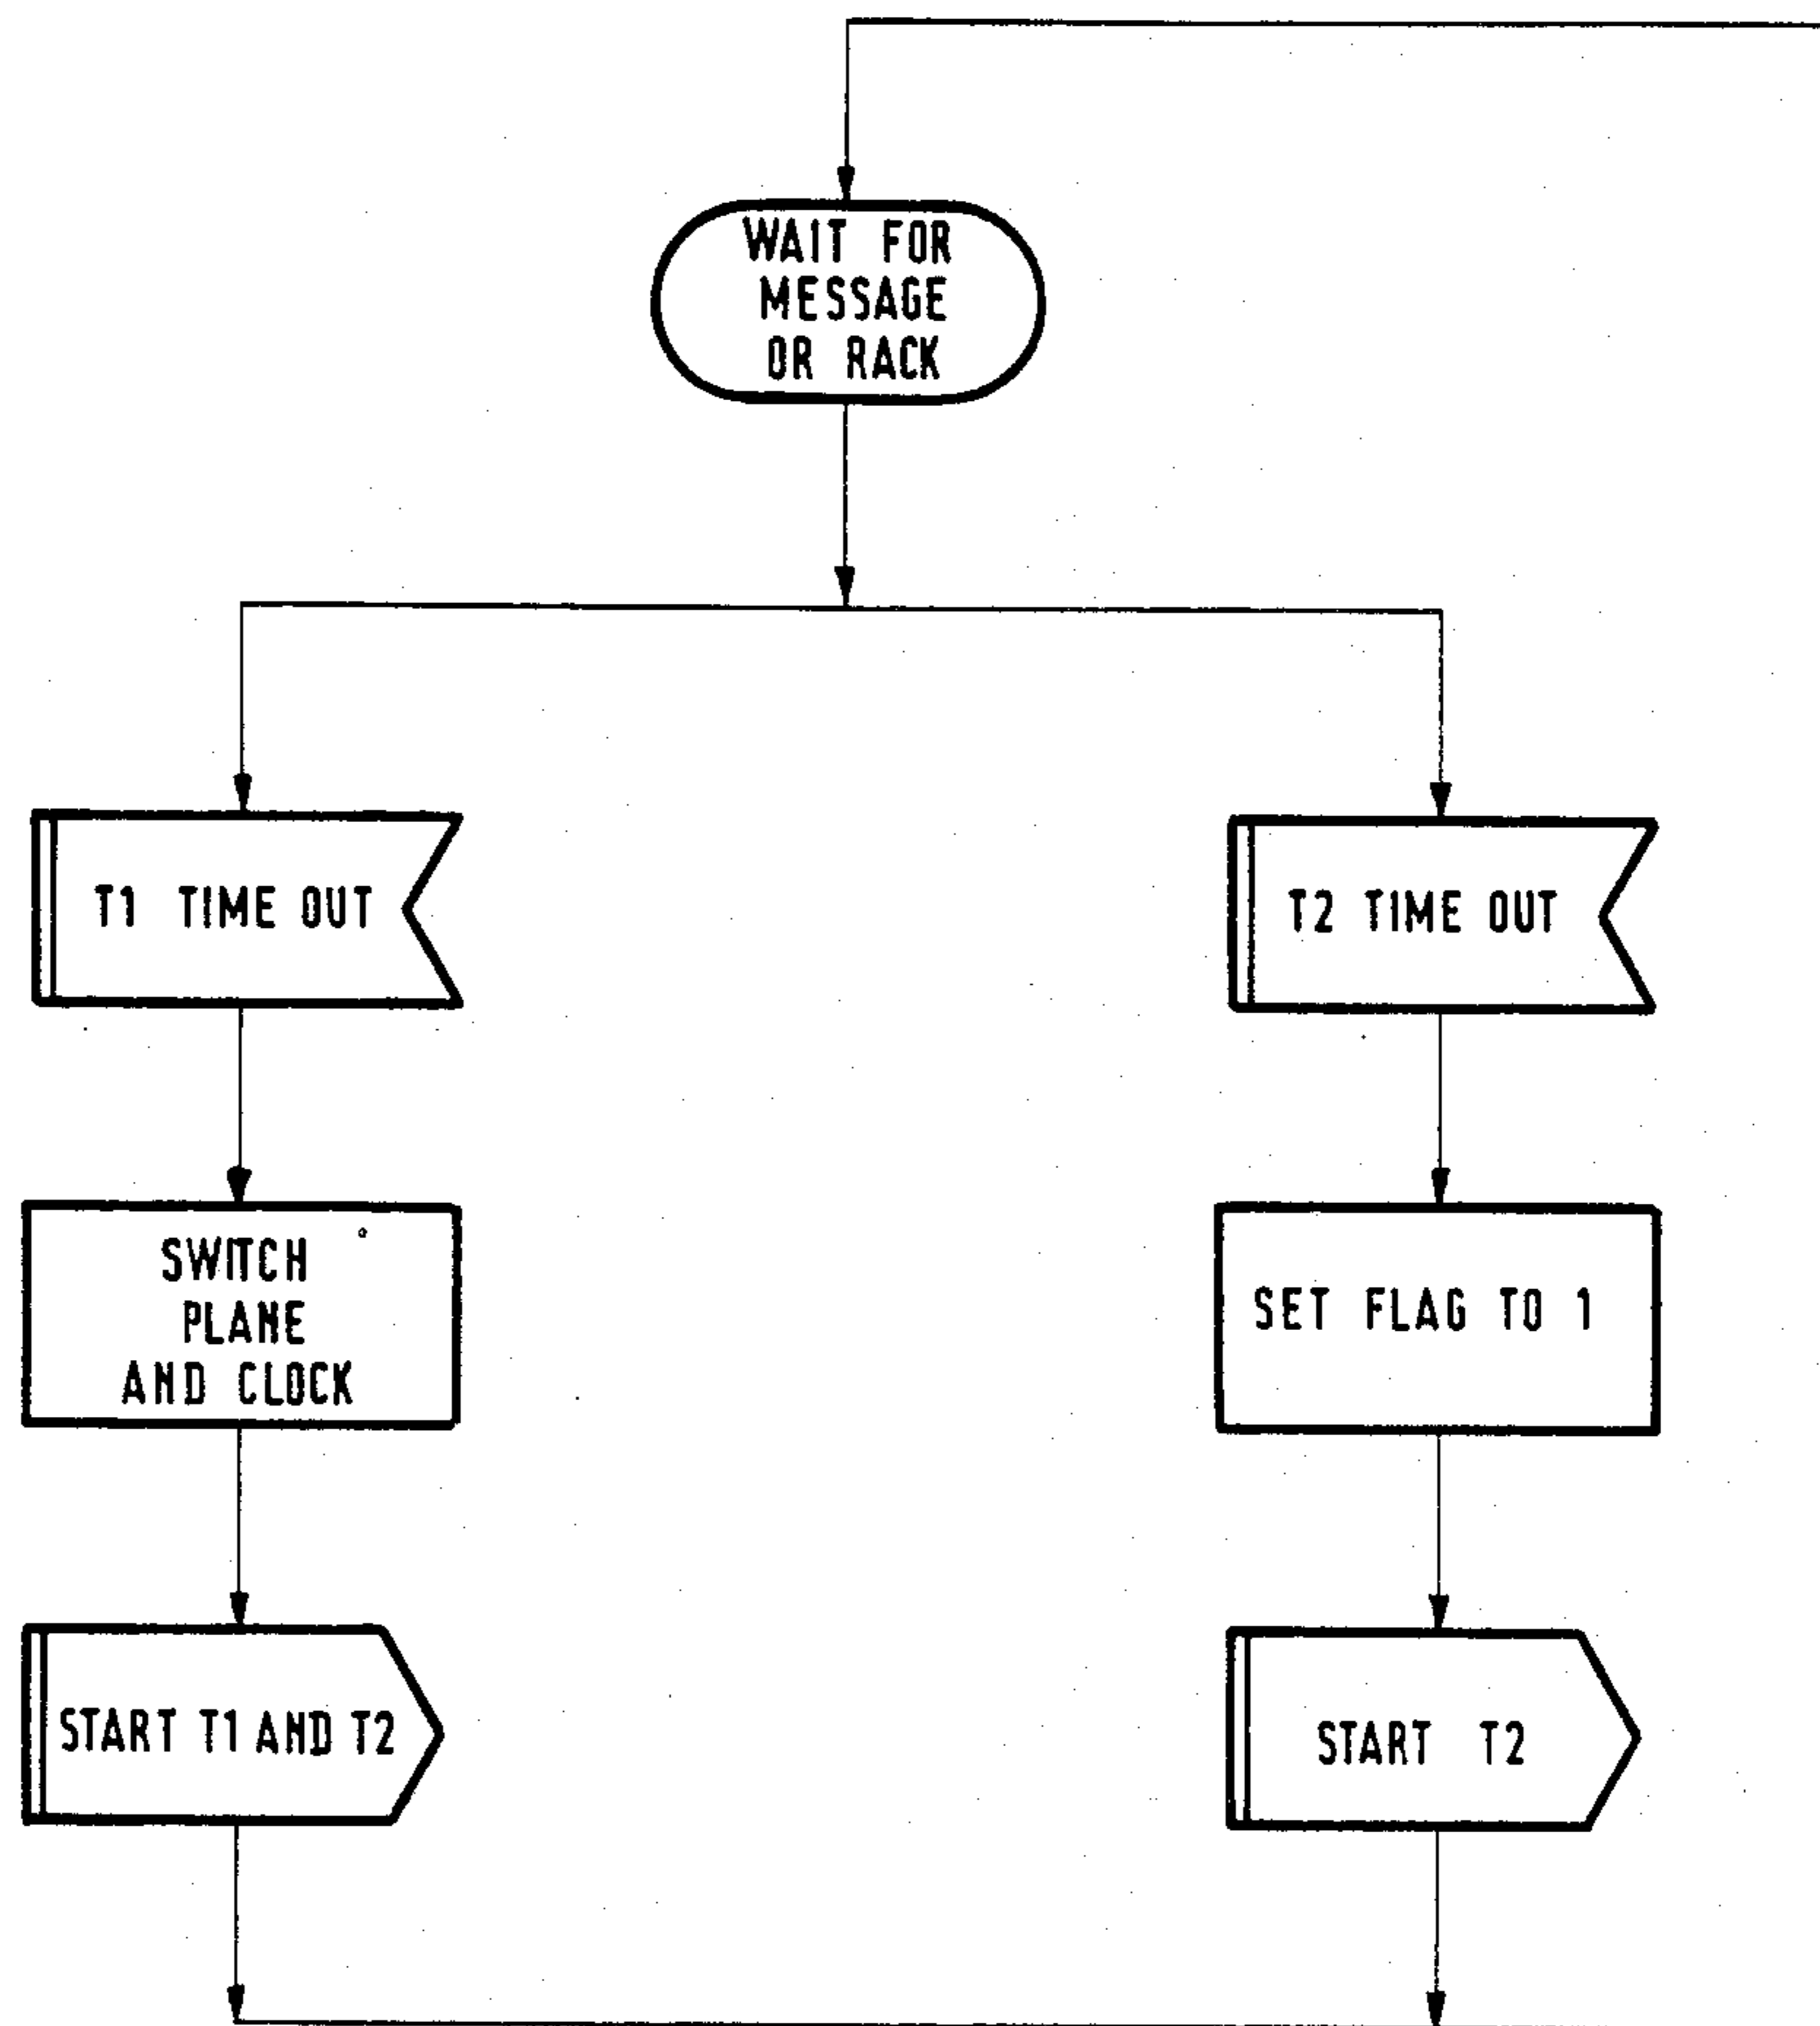 WAIT FOR
MESSAGE
OR RACK
T1 TIME OUT
T2 TIME OUT
SWITCH
PLANE
AND CLOCK
SET FLAG TO 1
START T1 AND T2
START T2